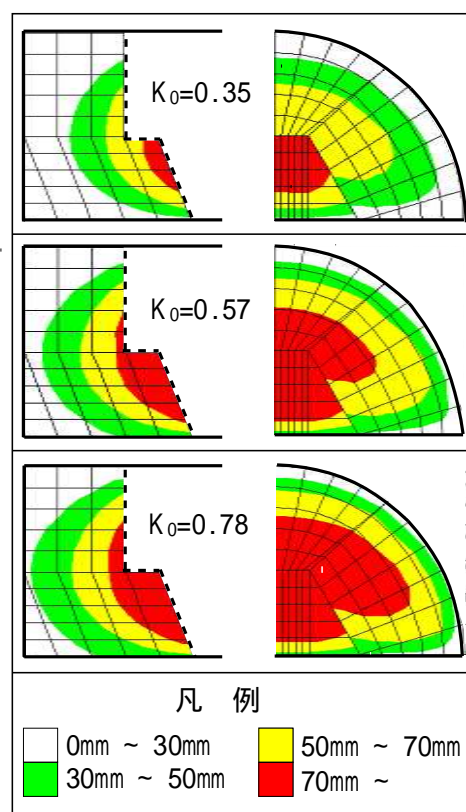 K₀=0.35
K₀=0.57
K₀=0.78
凡 例
0mm ~ 30mm
50mm ~ 70mm
30mm ~ 50mm
70mm ~